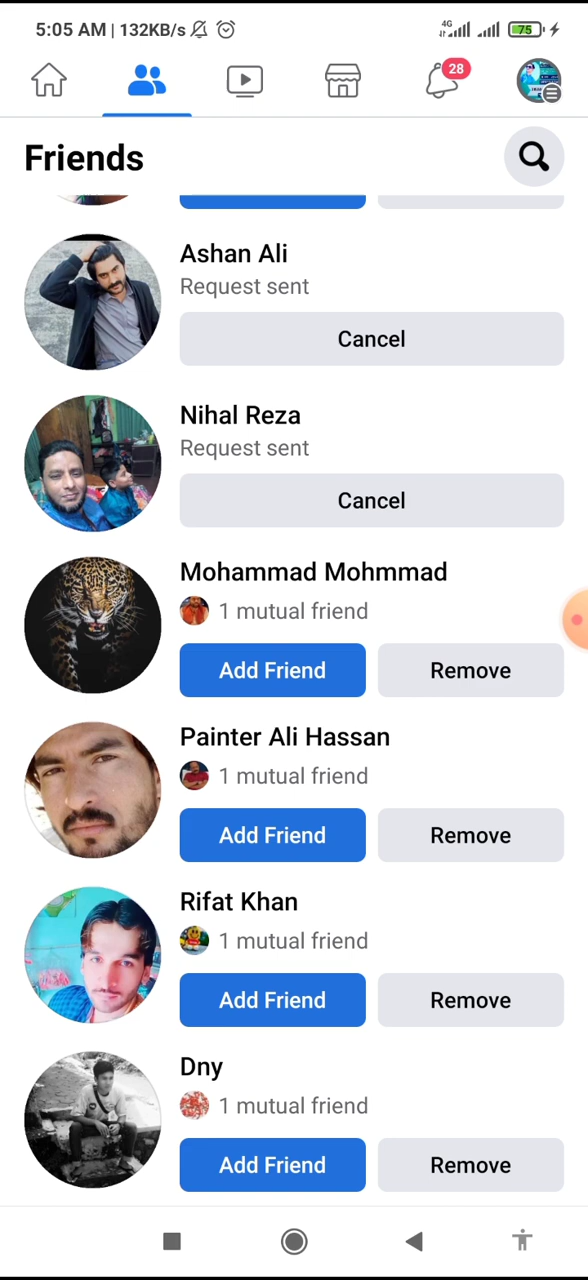 5:05 AM | 132KB/s
4G
75
28
Friends
Ashan Ali
Request sent
Cancel
Nihal Reza
Request sent
Cancel
Mohammad Mohmmad
1 mutual friend
Add Friend Remove
Painter Ali Hassan
1 mutual friend
Add Friend Remove
Rifat Khan
1 mutual friend
Add Friend Remove
Dny
1 mutual friend
Add Friend Remove